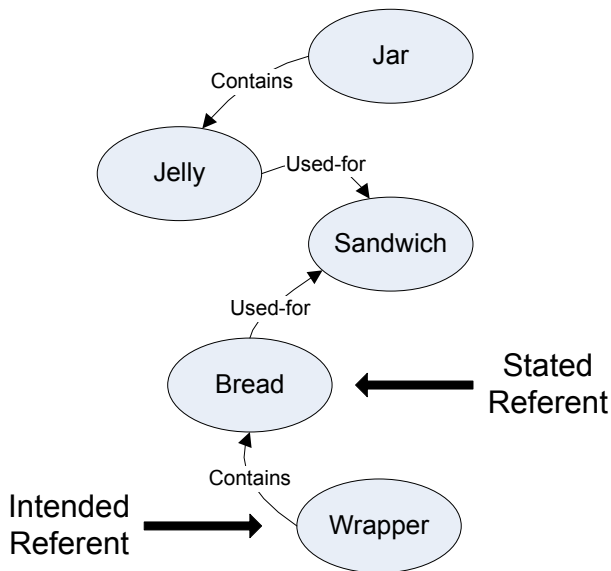 Jar
Contains
Jelly
Used-for
Sandwich
Used-for
Bread
Stated
Referent
Contains
Intended
Referent
Wrapper